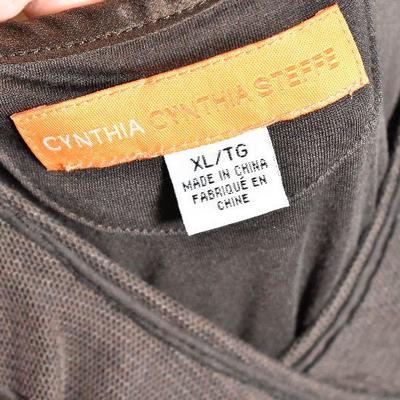 CYNTHIA CYNTHIA STEFFE
XL/TG
MADE IN CHINA
FABRIQUÉ EN
CHINE